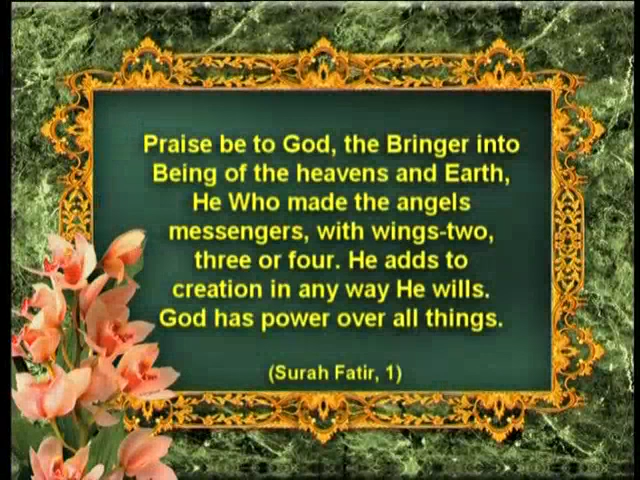 Praise be to God, the Bringer into
Being of the heavens and Earth,
He Who made the angels
messengers, with wings-two,
three or four. He adds to
creation in any way He wills.
God has power over all things.
(Surah Fatir, 1)